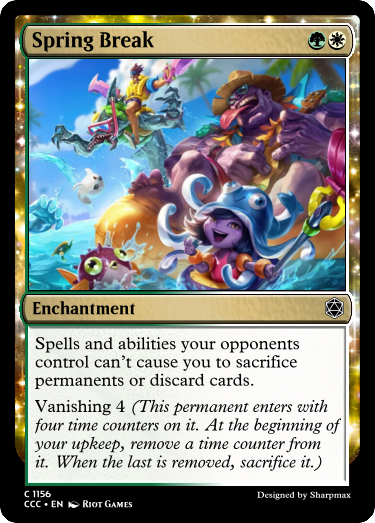 Spring Break
Enchantment
Spells and abilities your opponents
control can't cause you to sacrifice
permanents or discard cards.
Vanishing 4 (This permanent enters with
four time counters on it. At the beginning of
your upkeep, remove a time counter from
it. When the last is removed, sacrifice it.)
C 1156
CCC • EN Riot Games
Designed by Sharpmax